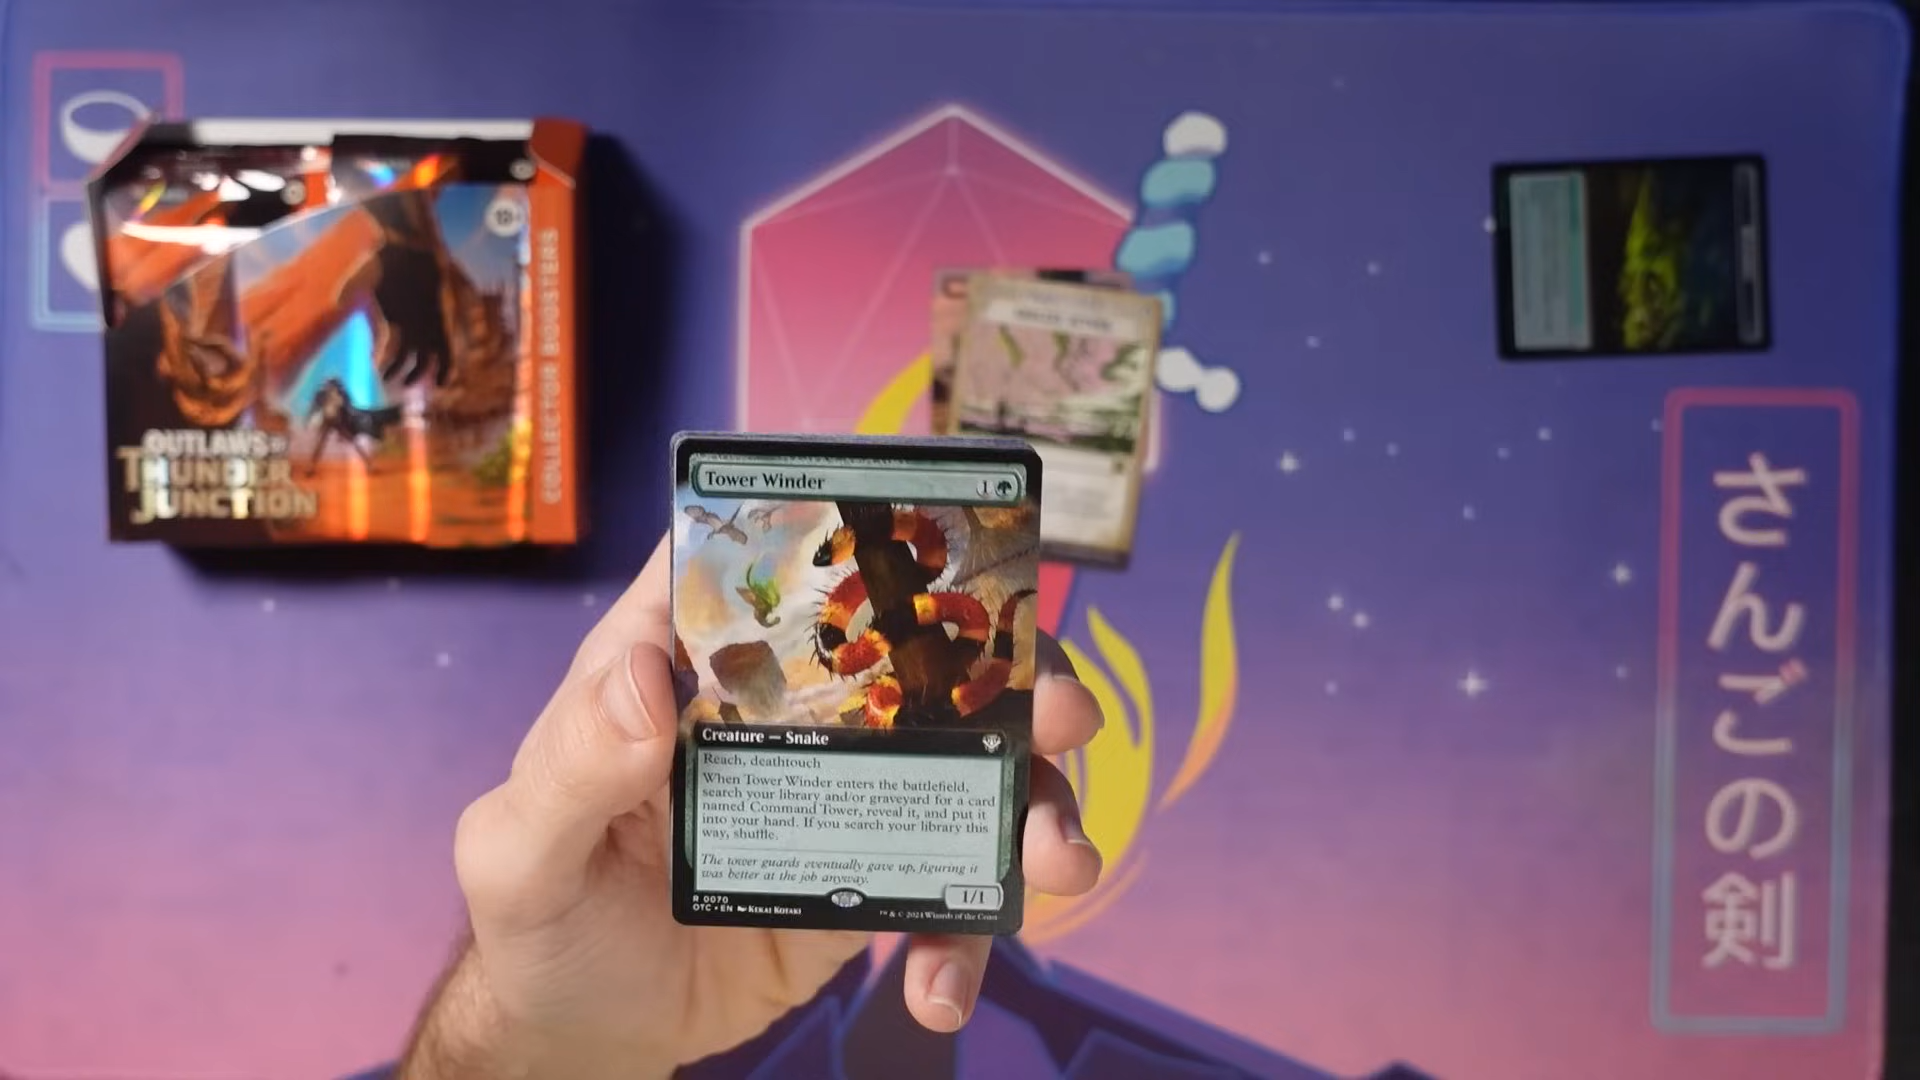 OUTLAWS of
THUNDER
JUNCTION
COLLECTOR BOOSTERS
Tower Winder
1
Creature — Snake
Reach, deathtouch
When Tower Winder enters the battlefield,
search your library and/or graveyard for a card
named Command Tower, reveal it, and put it
into your hand. If you search your library this
way, shuffle.
The tower guards eventually gave up, figuring it
was better at the job anyway.
1/1
R 0070
OTC • EN KEKAI KOTAKI
™ & © 2024 Wizards of the Coast
さんごの剣